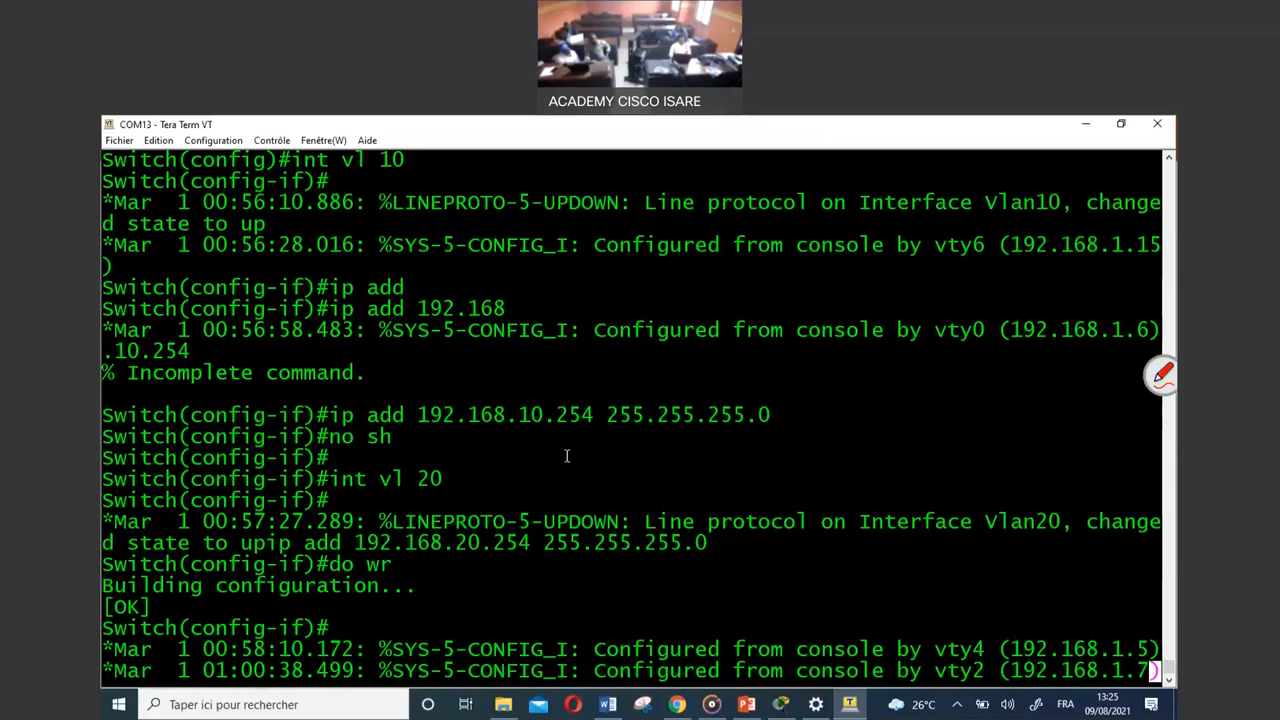 ACADEMY CISCO ISARE
COM13 - Tera Term VT
Fichier Edition Configuration Contrôle Fenêtre(W) Aide
Switch(config)#int vl 10
Switch(config-if)#
*Mar  1 00:56:10.886: %LINEPROTO-5-UPDOWN: Line protocol on Interface Vlan10, change
d state to up
*Mar  1 00:56:28.016: %SYS-5-CONFIG_I: Configured from console by vty6 (192.168.1.15
)
Switch(config-if)#ip add
Switch(config-if)#ip add 192.168
*Mar  1 00:56:58.483: %SYS-5-CONFIG_I: Configured from console by vty0 (192.168.1.6)
.10.254
% Incomplete command.
Switch(config-if)#ip add 192.168.10.254 255.255.255.0
Switch(config-if)#no sh
Switch(config-if)#
Switch(config-if)#int vl 20
Switch(config-if)#
*Mar  1 00:57:27.289: %LINEPROTO-5-UPDOWN: Line protocol on Interface Vlan20, change
d state to upip add 192.168.20.254 255.255.255.0
Switch(config-if)#do wr
Building configuration...
[OK]
Switch(config-if)#
*Mar  1 00:58:10.172: %SYS-5-CONFIG_I: Configured from console by vty4 (192.168.1.5)
*Mar  1 01:00:38.499: %SYS-5-CONFIG_I: Configured from console by vty2 (192.168.1.7)
Taper ici pour rechercher
26°C
FRA
13:25
09/08/2021